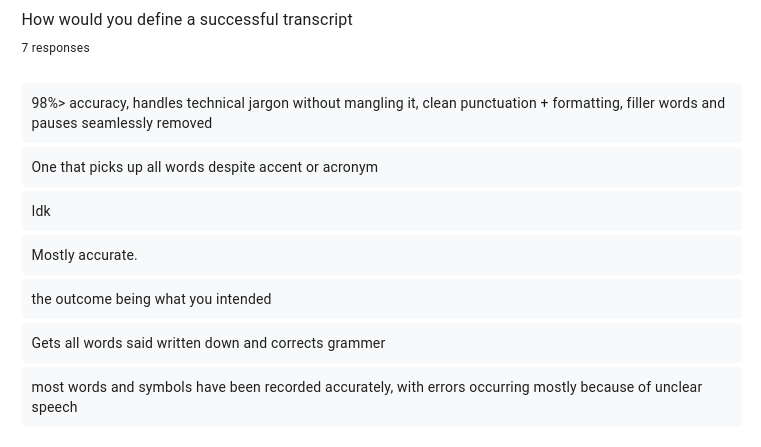 How would you define a successful transcript
7 responses
98%> accuracy, handles technical jargon without mangling it, clean punctuation + formatting, filler words and
pauses seamlessly removed
One that picks up all words despite accent or acronym
Idk
Mostly accurate.
the outcome being what you intended
Gets all words said written down and corrects grammer
most words and symbols have been recorded accurately, with errors occurring mostly because of unclear
speech